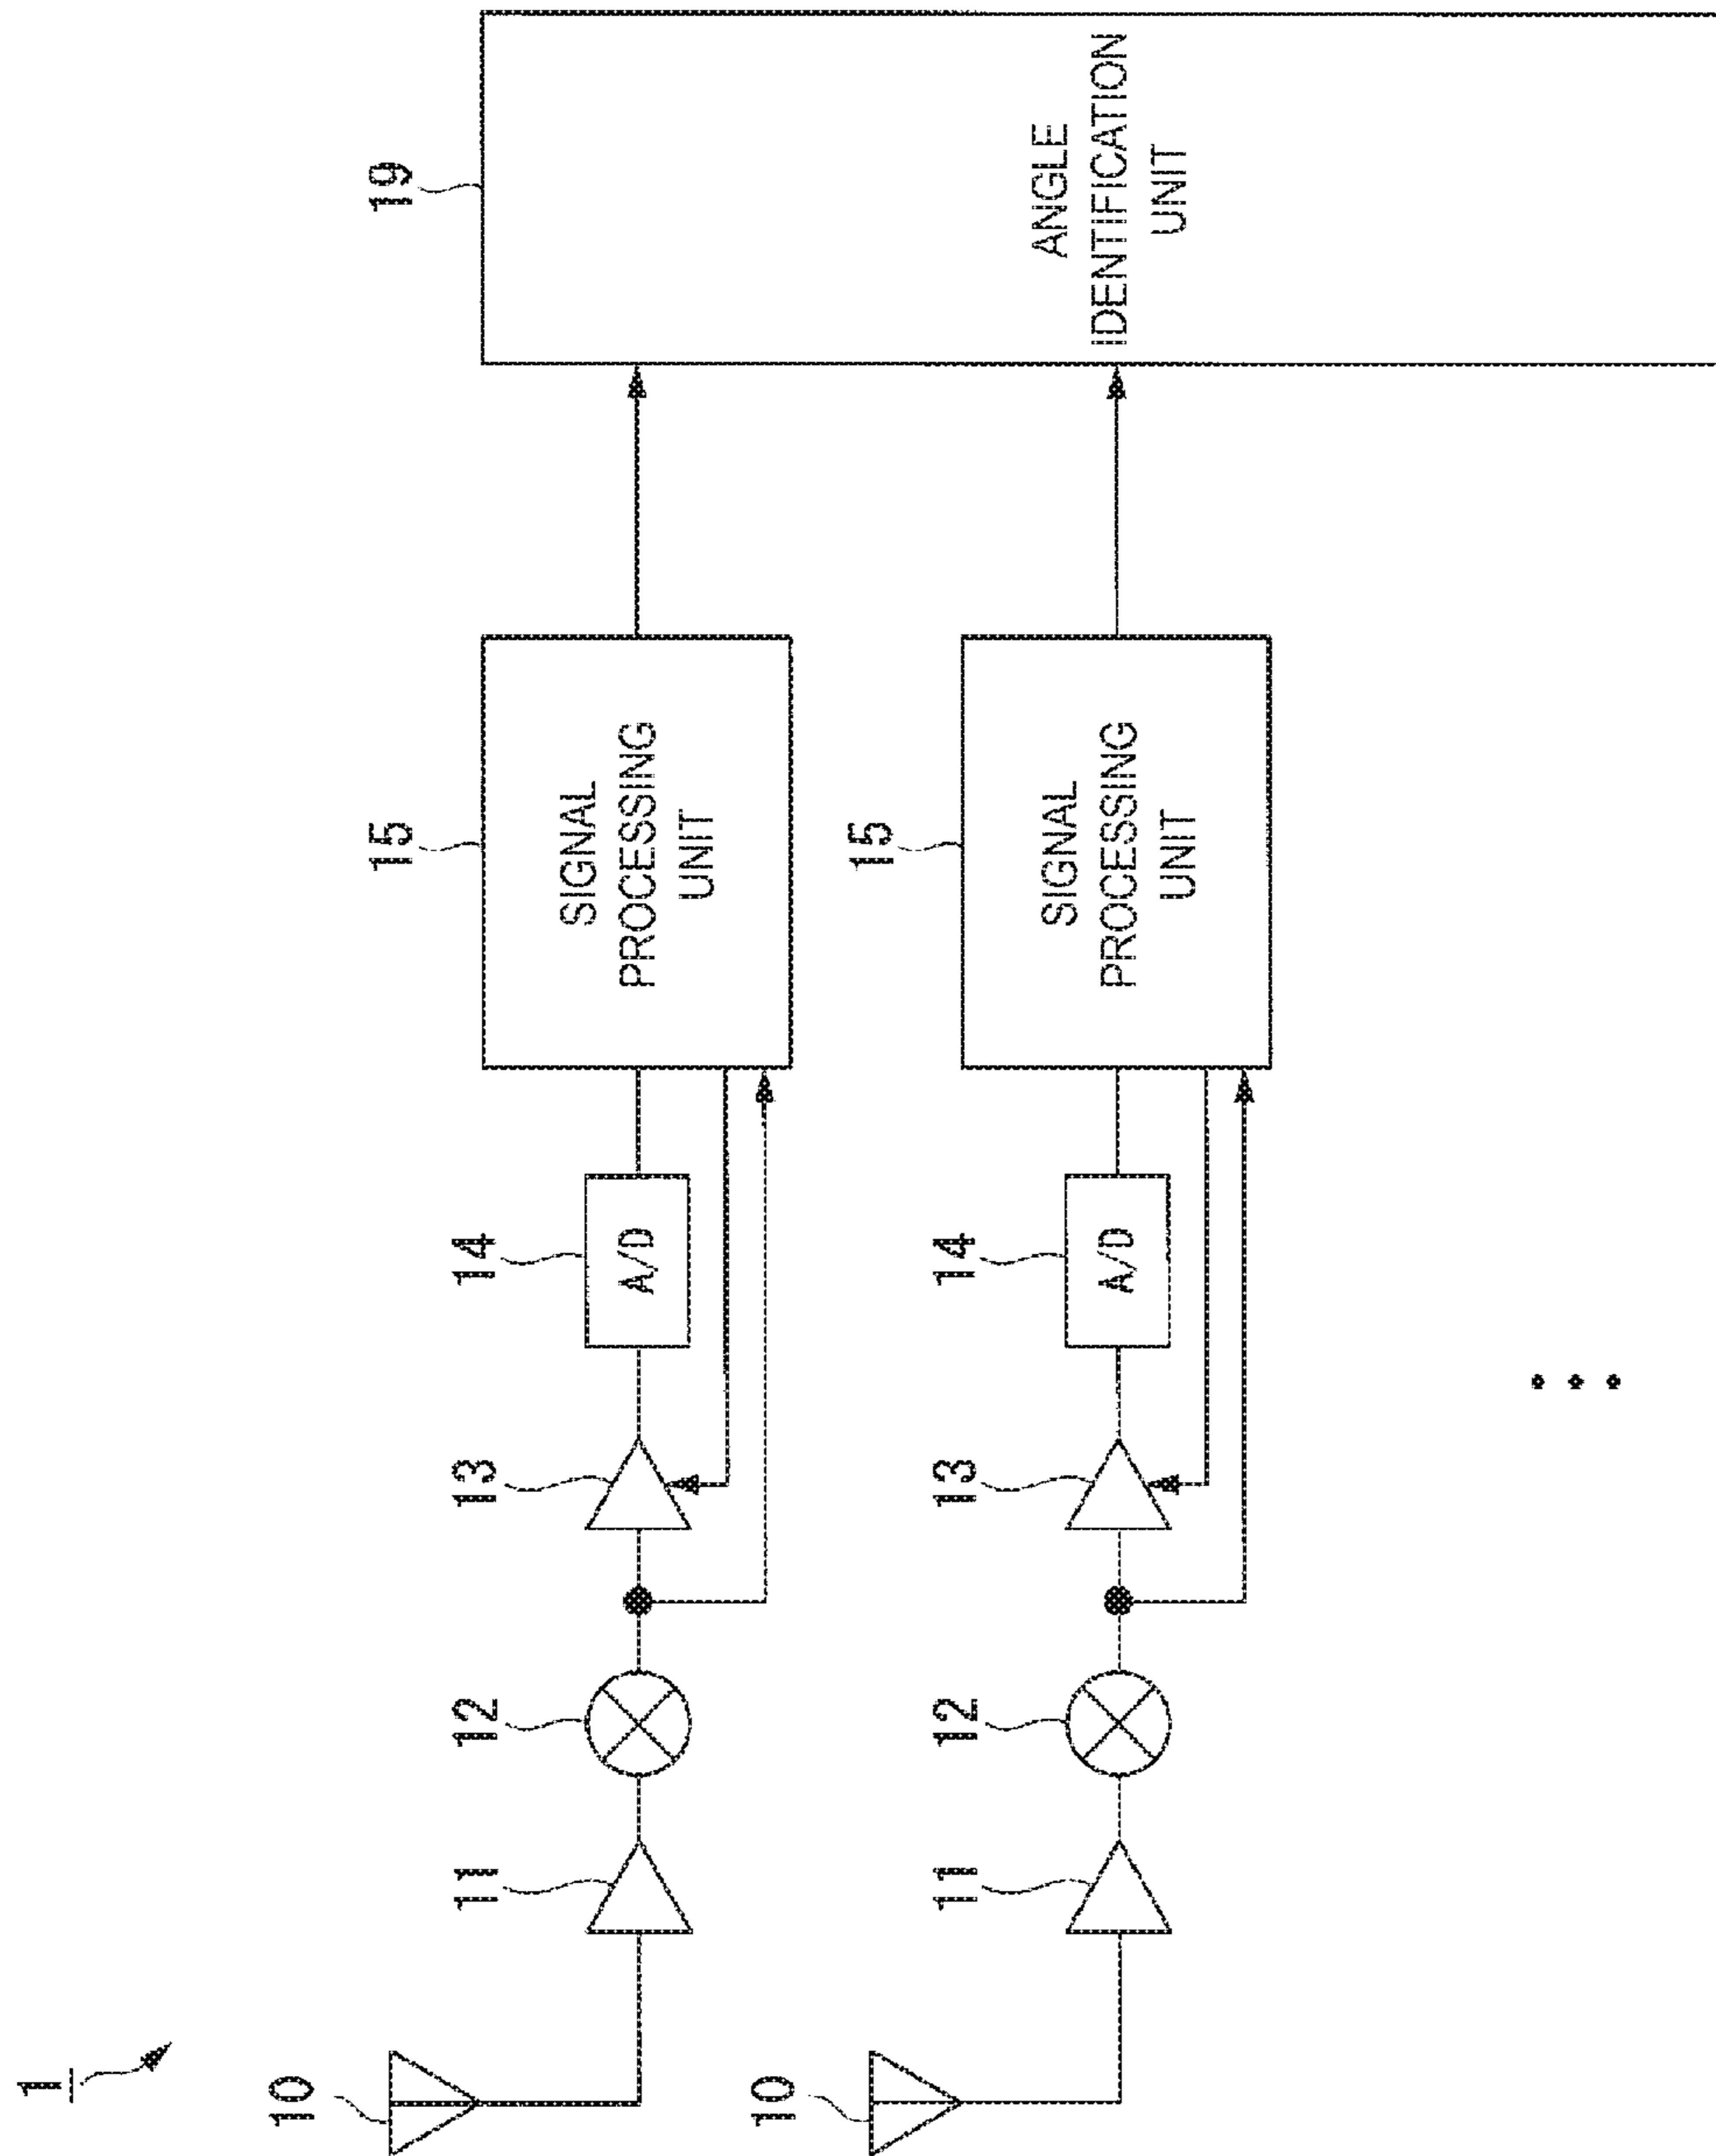 1
10
11
12
13
14
A/D
15
SIGNAL
PROCESSING
UNIT
19
ANGLE
IDENTIFICATION
UNIT
10
11
12
13
14
A/D
15
SIGNAL
PROCESSING
UNIT